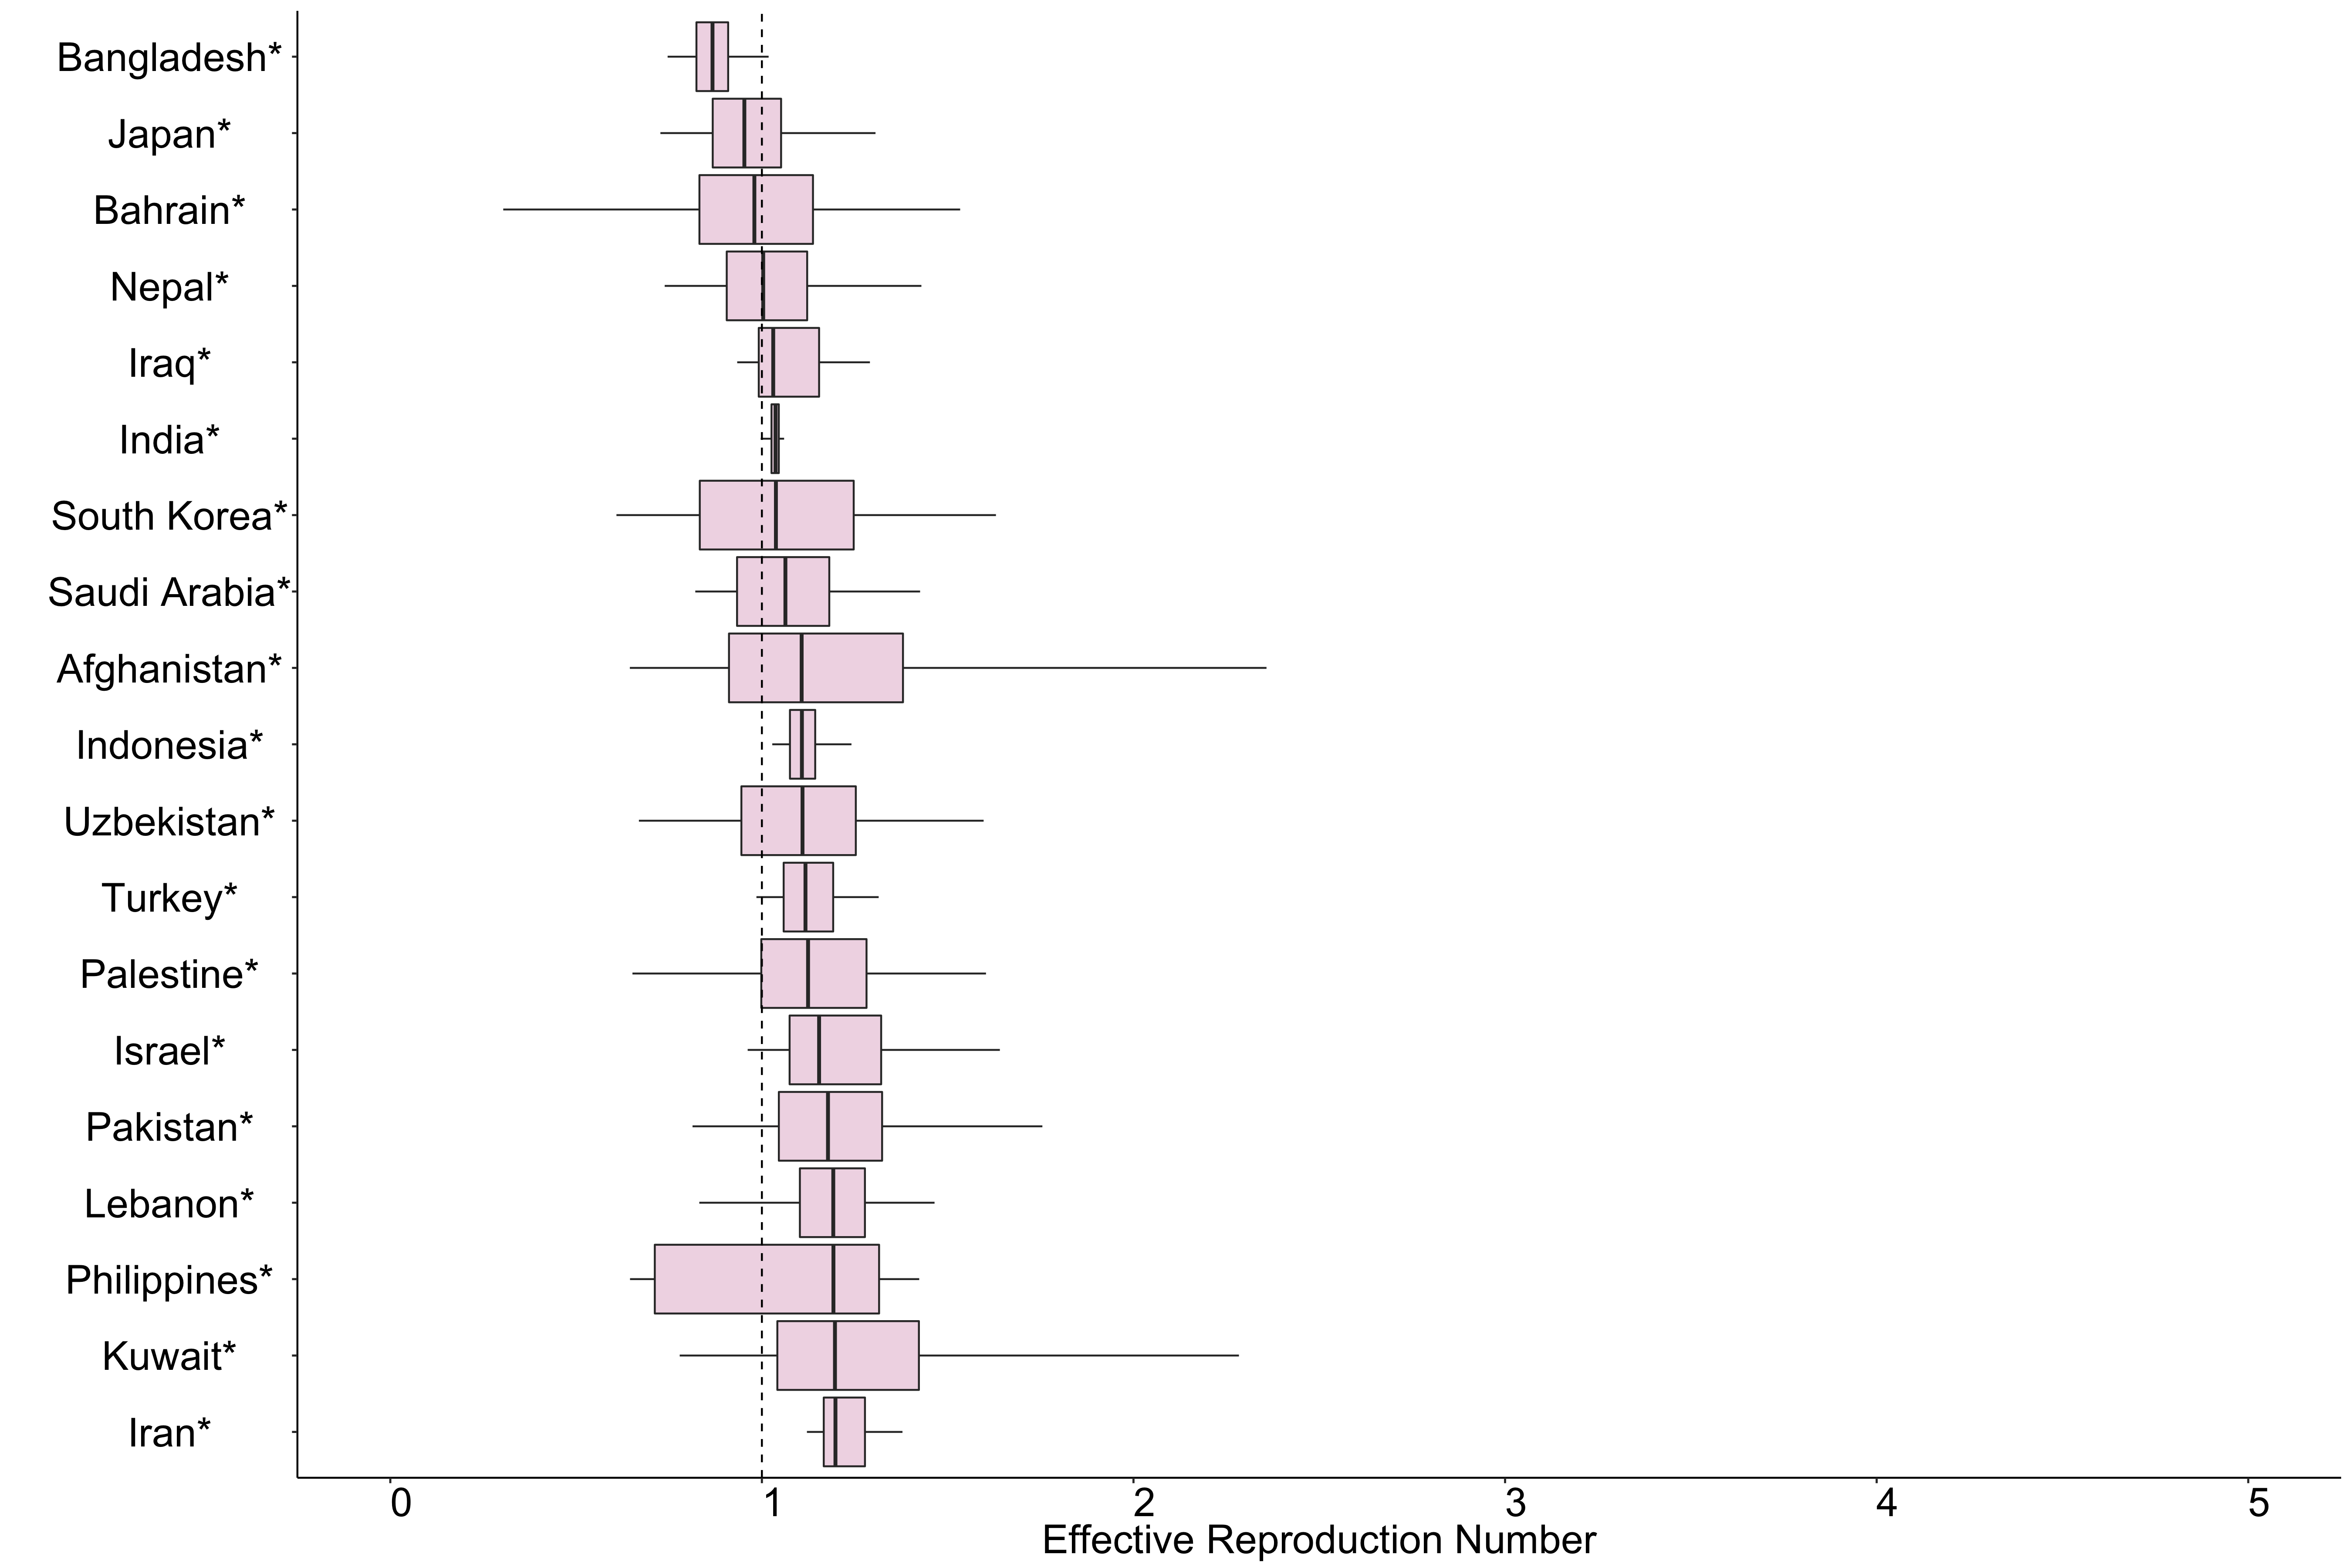 Bangladesh*
Japan*
Bahrain*
Nepal*
Iraq*
India*
South Korea*
Saudi Arabia*
Afghanistan*
Indonesia*
Uzbekistan*
Turkey*
Palestine*
Israel*
Pakistan*
Lebanon*
Philippines*
Kuwait*
Iran*
0 1 2 3 4 5
Effective Reproduction Number